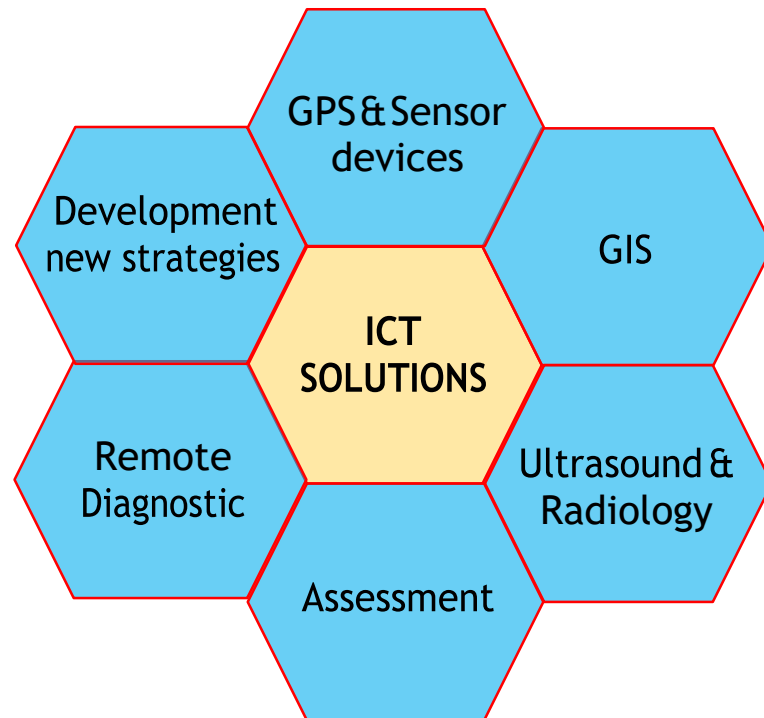 GPS & Sensor
devices
Development
new strategies
GIS
ICT
SOLUTIONS
Remote
Diagnostic
Ultrasound &
Radiology
Assessment